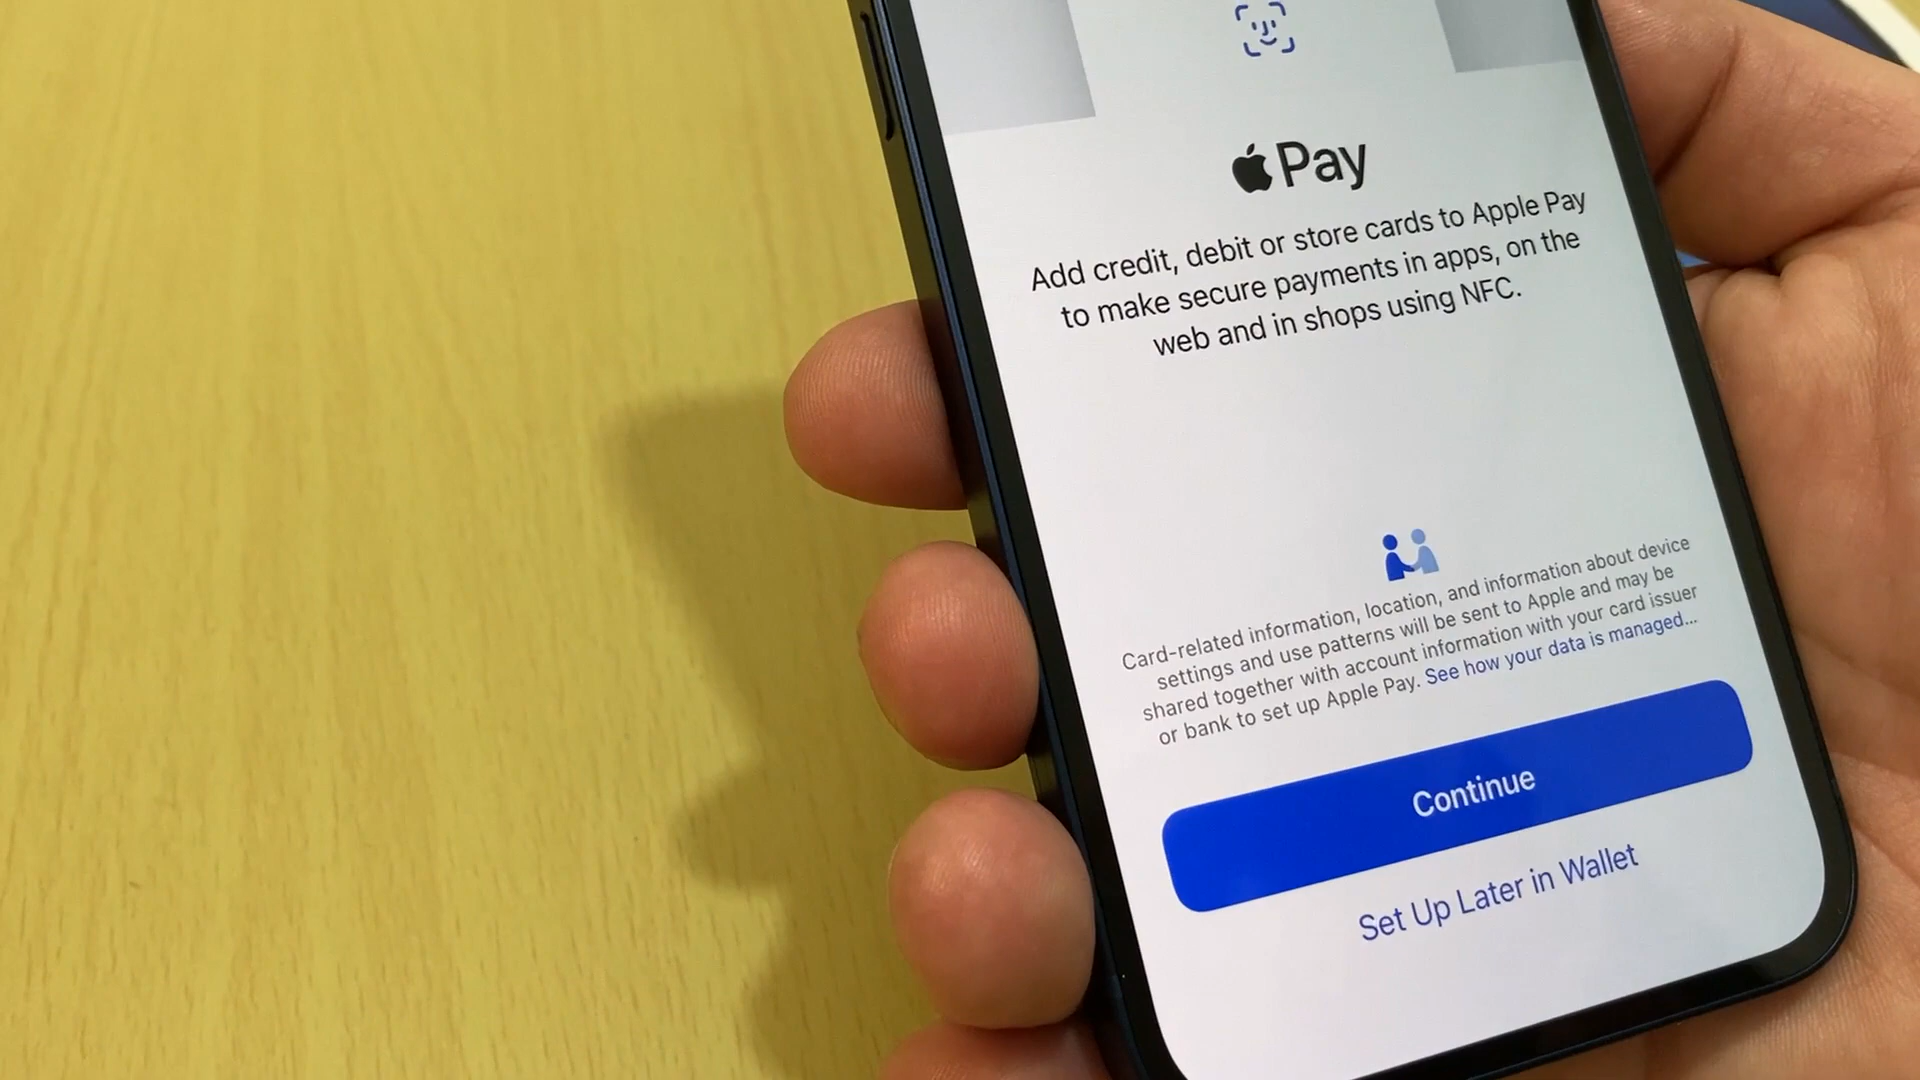 Pay
Add credit, debit or store cards to Apple Pay
to make secure payments in apps, on the
web and in shops using NFC.
Card-related information, location, and information about device
settings and use patterns will be sent to Apple and may be
shared together with account information with your card issuer
or bank to set up Apple Pay. See how your data is managed...
Continue
Set Up Later in Wallet